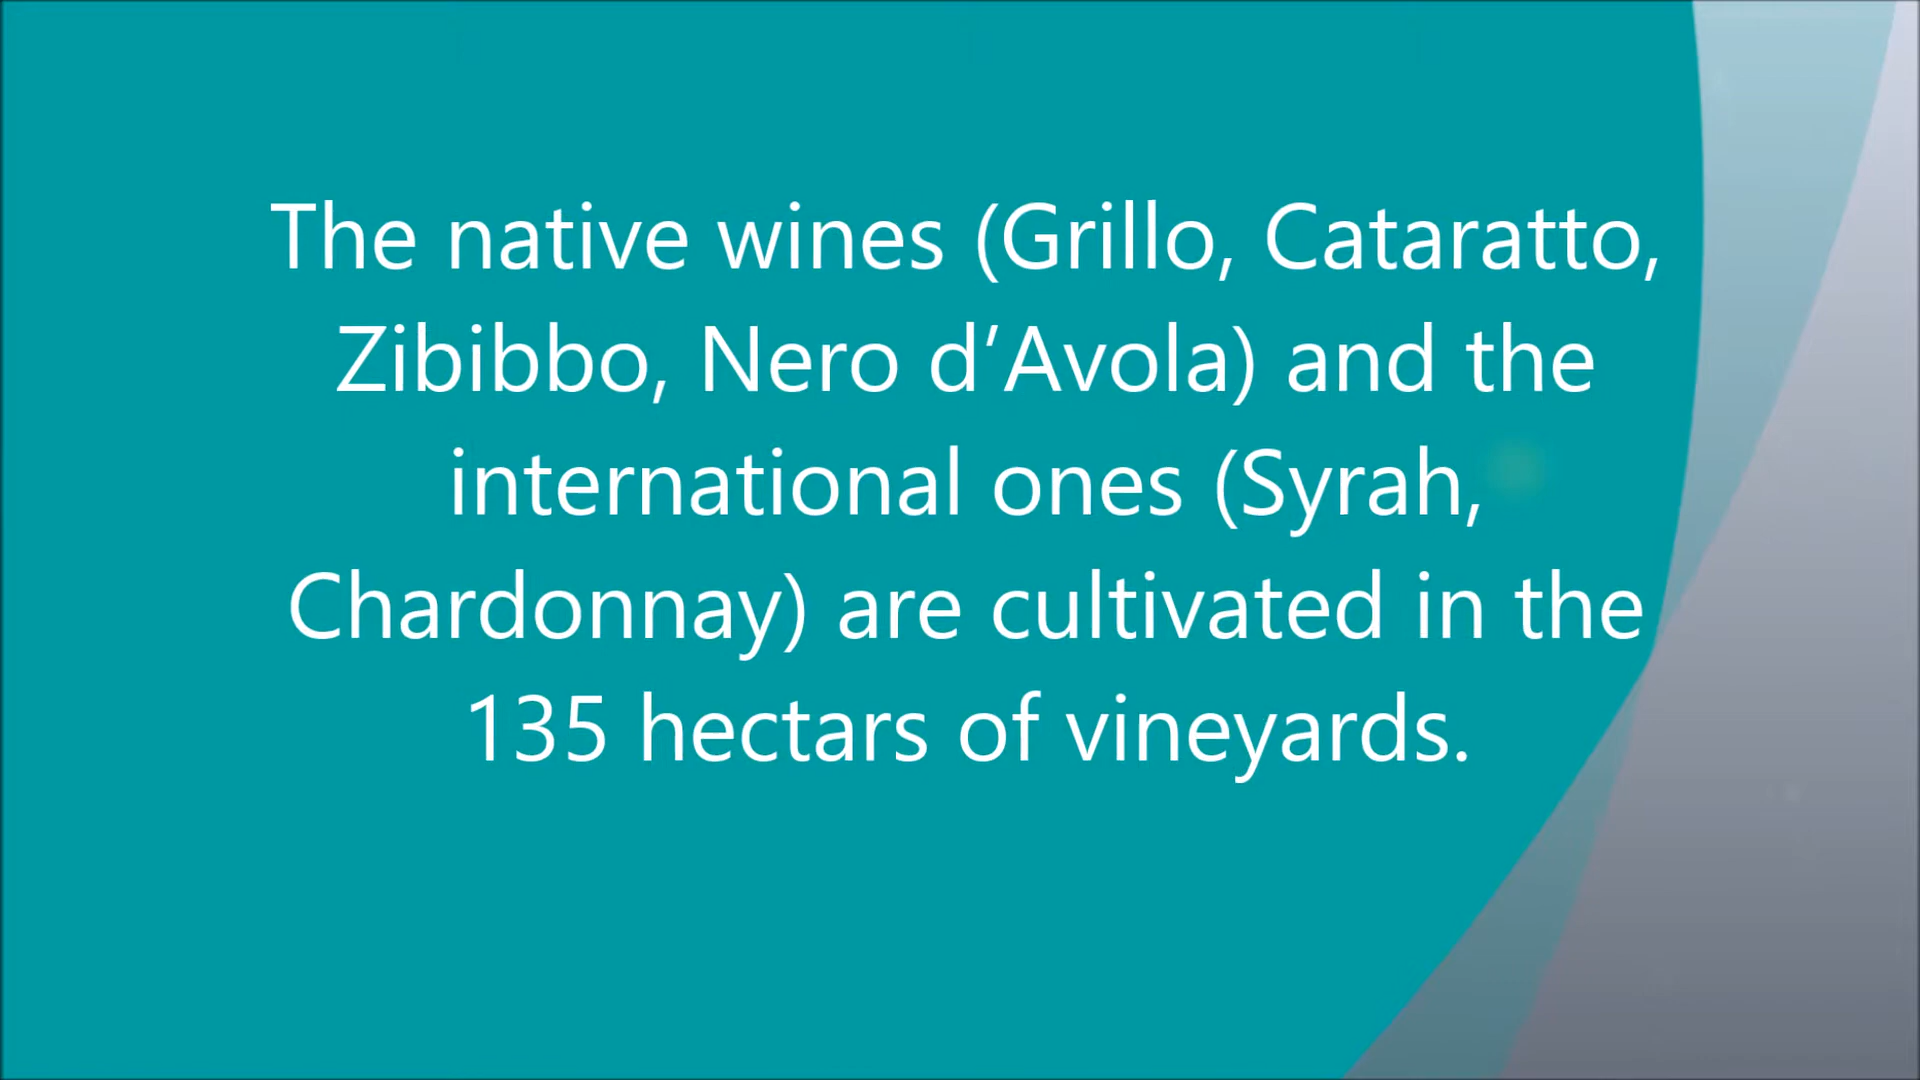 The native wines (Grillo, Cataratto,
Zibibbo, Nero d’Avola) and the
international ones (Syrah,
Chardonnay) are cultivated in the
135 hectars of vineyards.